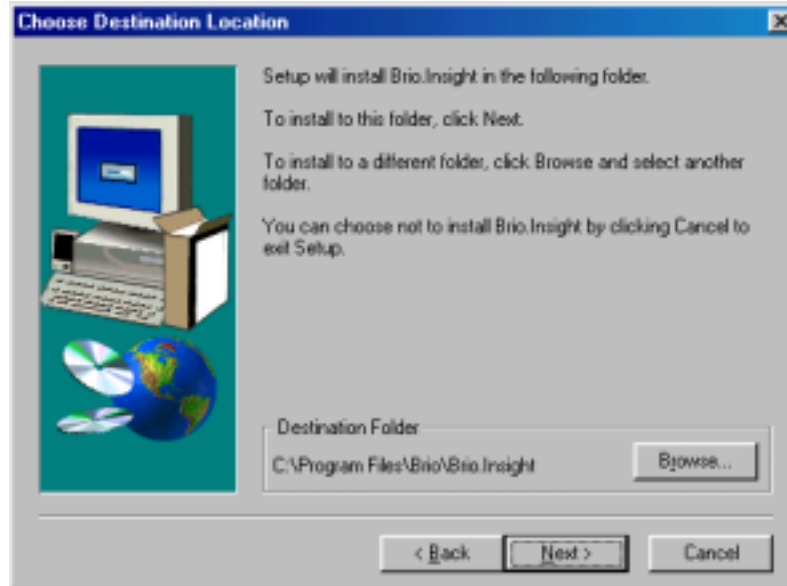 Choose Destination Location
Setup will install Brio.Insight in the following folder.
To install to this folder, click Next.
To install to a different folder, click Browse and select another
folder.
You can choose not to install Brio.Insight by clicking Cancel to
exit Setup.
Destination Folder
C:\Program Files\Brio\Brio.Insight
Browse...
< Back
Next >
Cancel